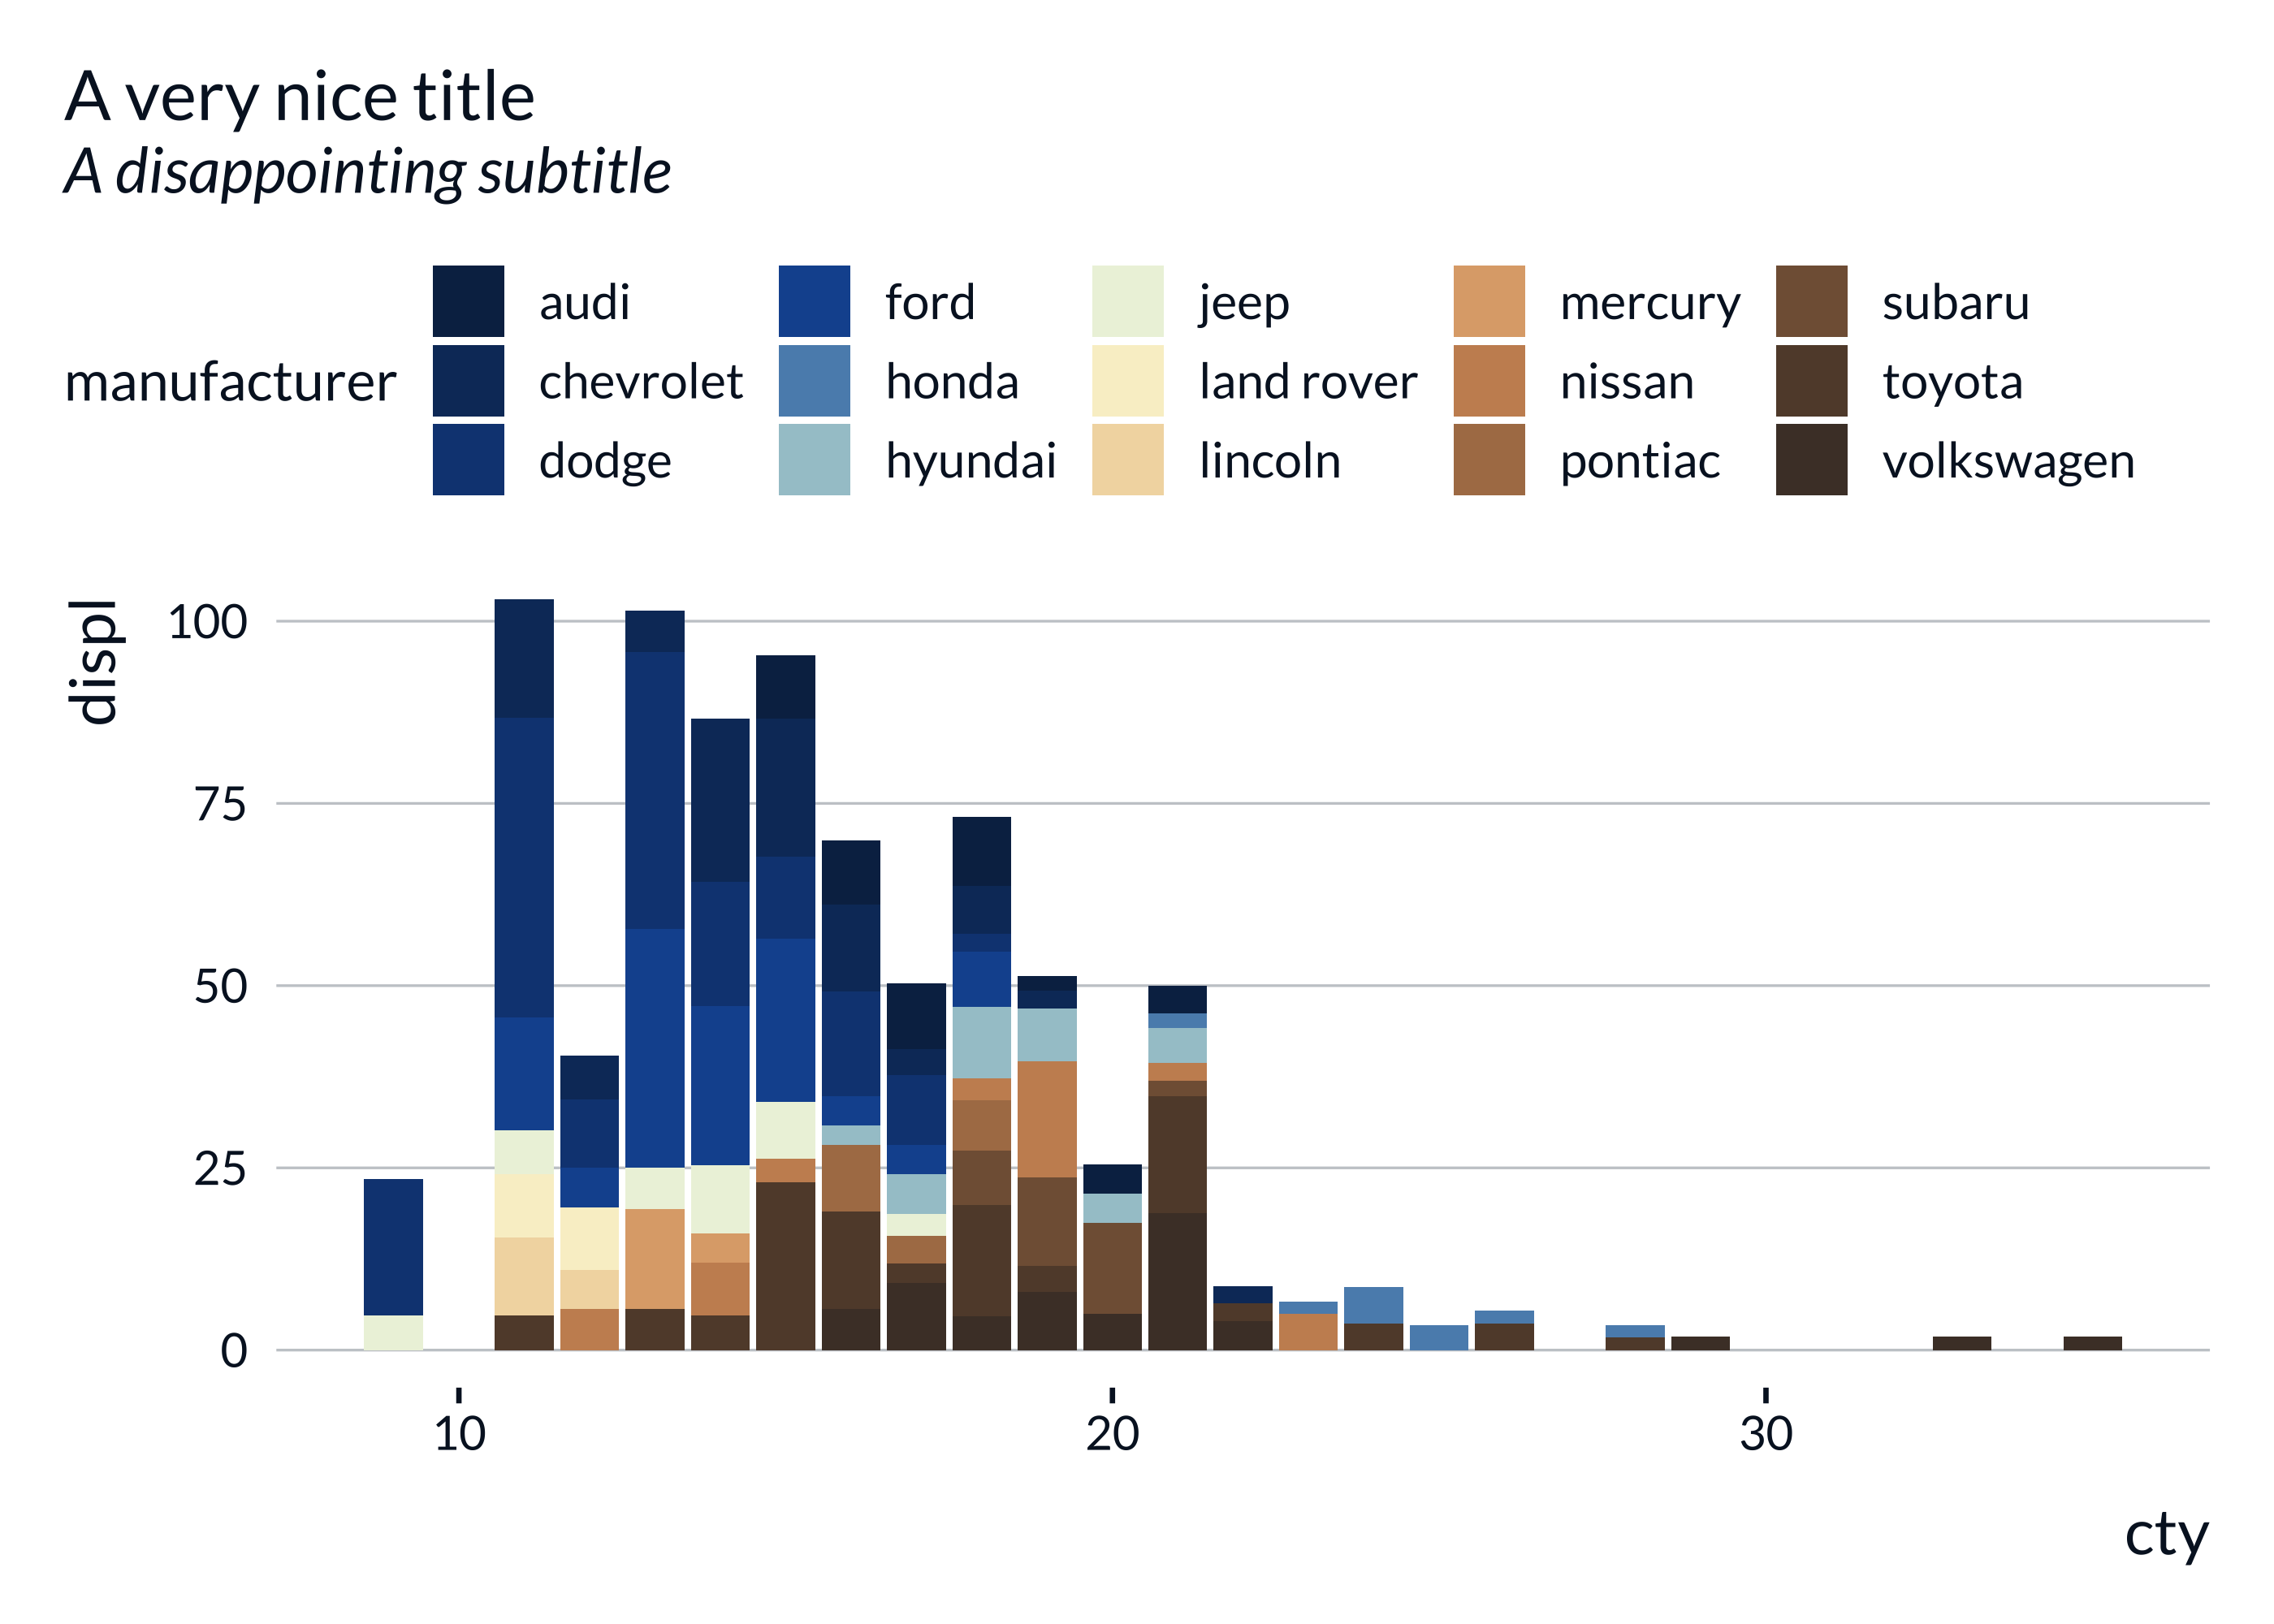 A very nice title
A disappointing subtitle
manufacturer
audi
chevrolet
dodge
ford
honda
hyundai
jeep
land rover
lincoln
mercury
nissan
pontiac
subaru
toyota
volkswagen
displ
100
75
50
25
0
10
20
30
cty